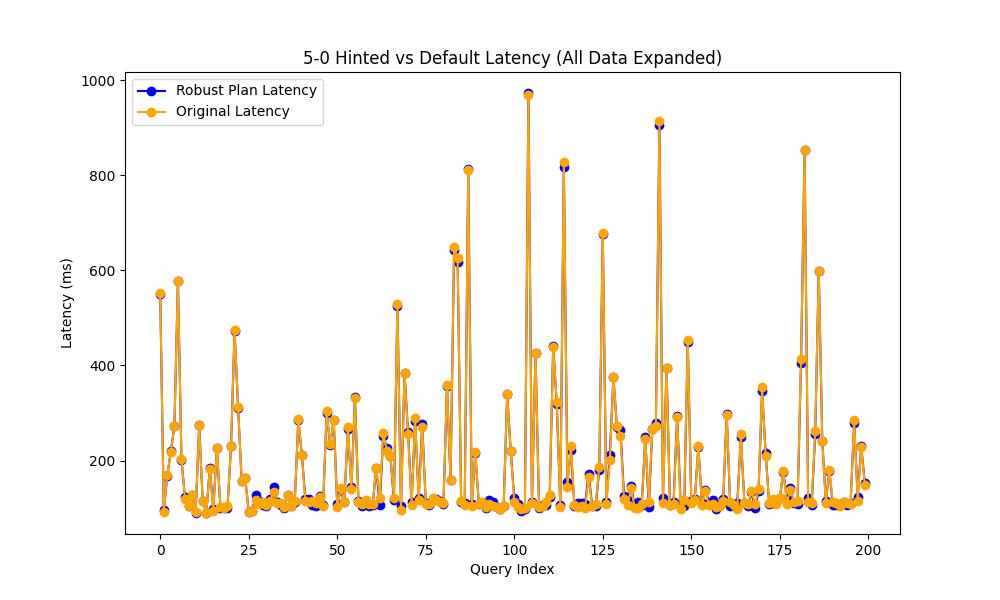 5-0 Hinted vs Default Latency (All Data Expanded)
Robust Plan Latency
Original Latency
Latency (ms)
1000
800
600
400
200
0 25 50 75 100 125 150 175 200
Query Index